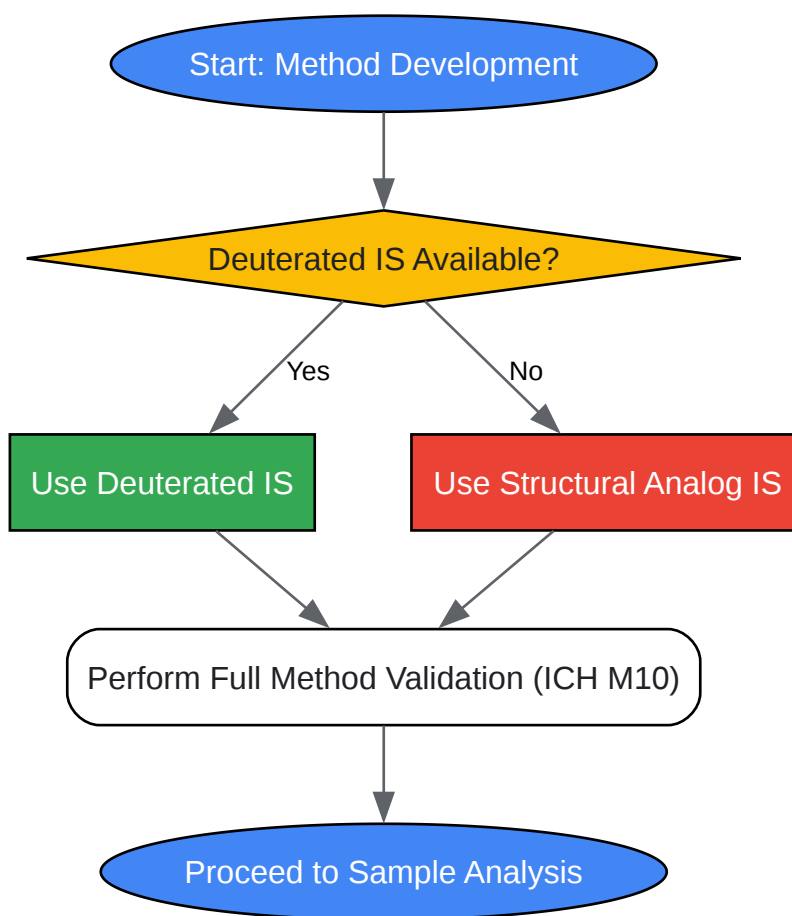 Start: Method Development
Deuterated IS Available?
Yes
No
Use Deuterated IS
Use Structural Analog IS
Perform Full Method Validation (ICH M10)
Proceed to Sample Analysis